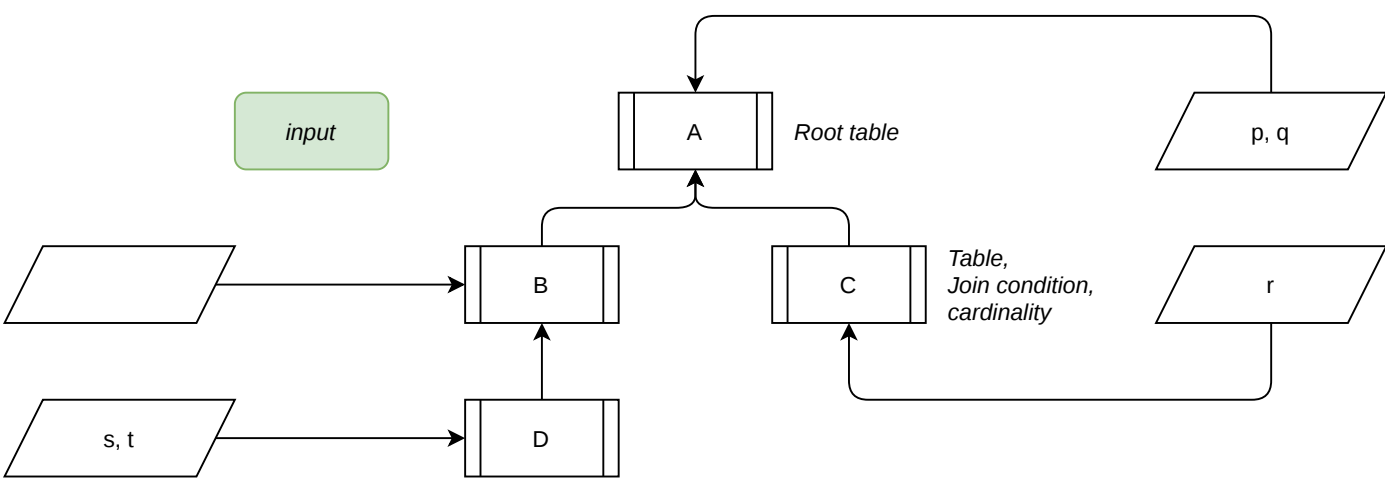 input
A
Root table
p, q
B
C
Table,
Join condition,
cardinality
r
s, t
D